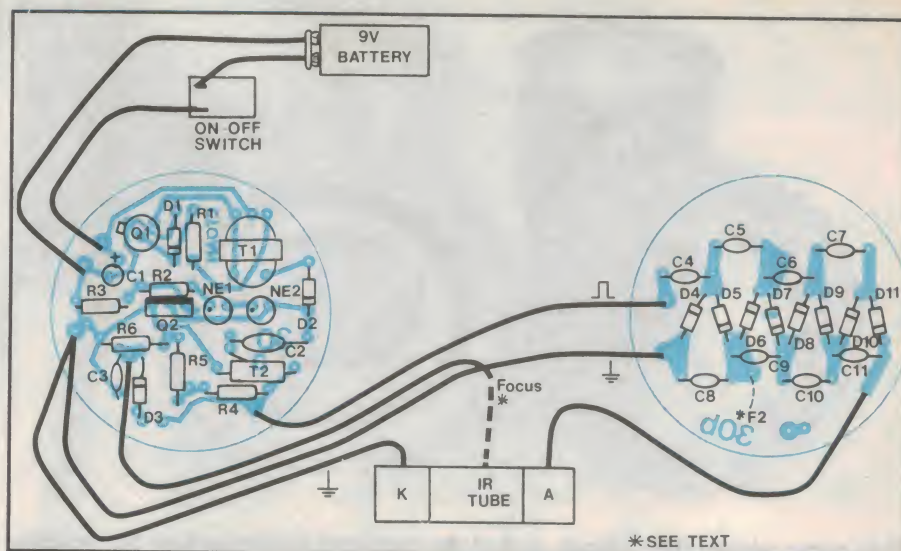 9V
BATTERY
ON-OFF
SWITCH
D1
R1
Q1
T1
+
C1
R2
NE1
NE2
R3
Q2
D2
R6
R5
C2
C3
T2
D3
R4
C5
C7
C4
C6
D4
D5
D7
D9
D11
D6
D8
D10
C9
C11
C8
C10
*F2
30p
Focus
*
K
IR
TUBE
A
*SEE TEXT